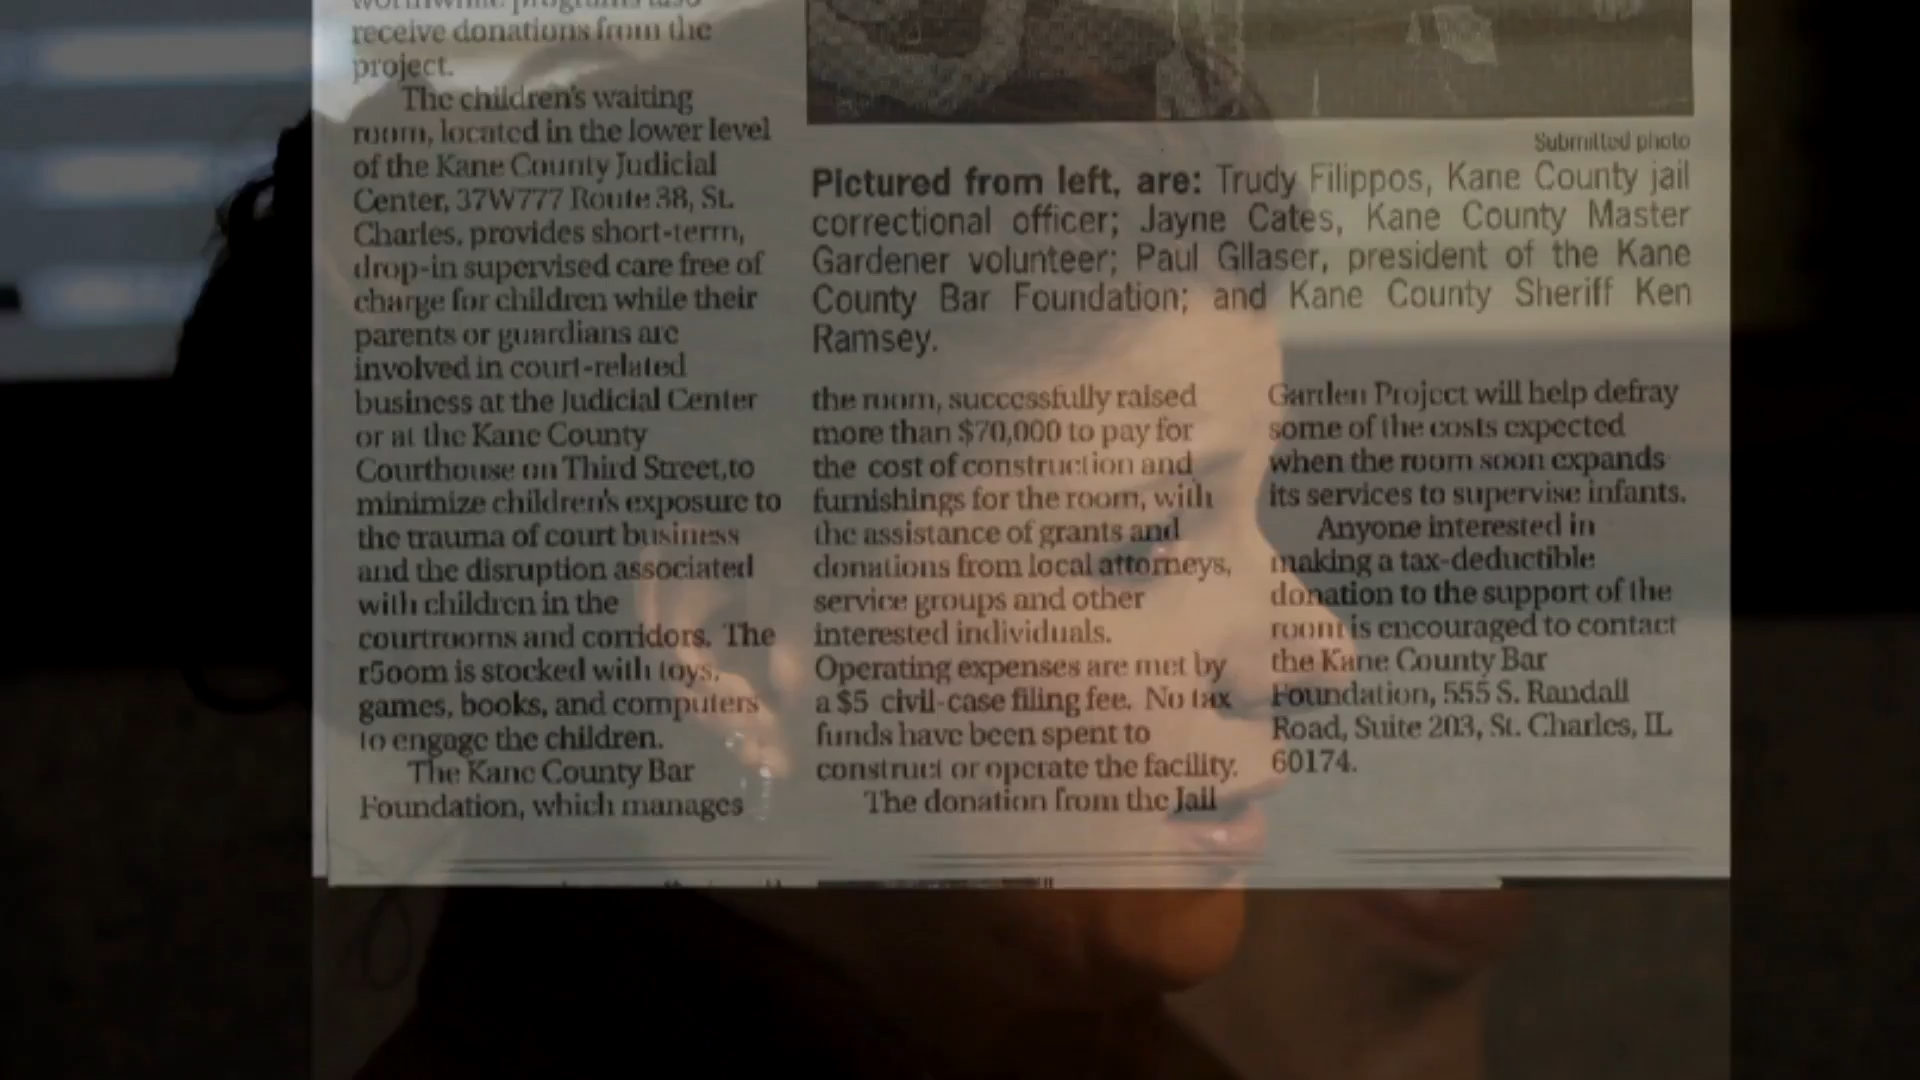 receive donations from the
project.
The children's waiting
room, located in the lower level
of the Kane County Judicial
Center, 37W777 Route 38, St.
Charles, provides short-term,
drop-in supervised care free of
charge for children while their
parents or guardians are
involved in court-related
business at the Judicial Center
or at the Kane County
Courthouse on Third Street,to
minimize children's exposure to
the trauma of court business
and the disruption associated
with children in the
courtrooms and corridors. The
r5oom is stocked with toys,
games, books, and computers
to engage the children.
The Kane County Bar
Foundation, which manages
Submitted photo
Pictured from left, are: Trudy Filippos, Kane County jail
correctional officer; Jayne Cates, Kane County Master
Gardener volunteer; Paul Gllaser, president of the Kane
County Bar Foundation; and Kane County Sheriff Ken
Ramsey.
the room, successfully raised
more than $70,000 to pay for
the cost of construction and
furnishings for the room, with
the assistance of grants and
donations from local attorneys,
service groups and other
interested individuals.
Operating expenses are met by
a $5 civil-case filing fee. No tax
funds have been spent to
construct or operate the facility.
The donation from the Jail
Garden Project will help defray
some of the costs expected
when the room soon expands
its services to supervise infants.
Anyone interested in
making a tax-deductible
donation to the support of the
room is encouraged to contact
the Kane County Bar
Foundation, 555 S. Randall
Road, Suite 203, St. Charles, IL
60174.